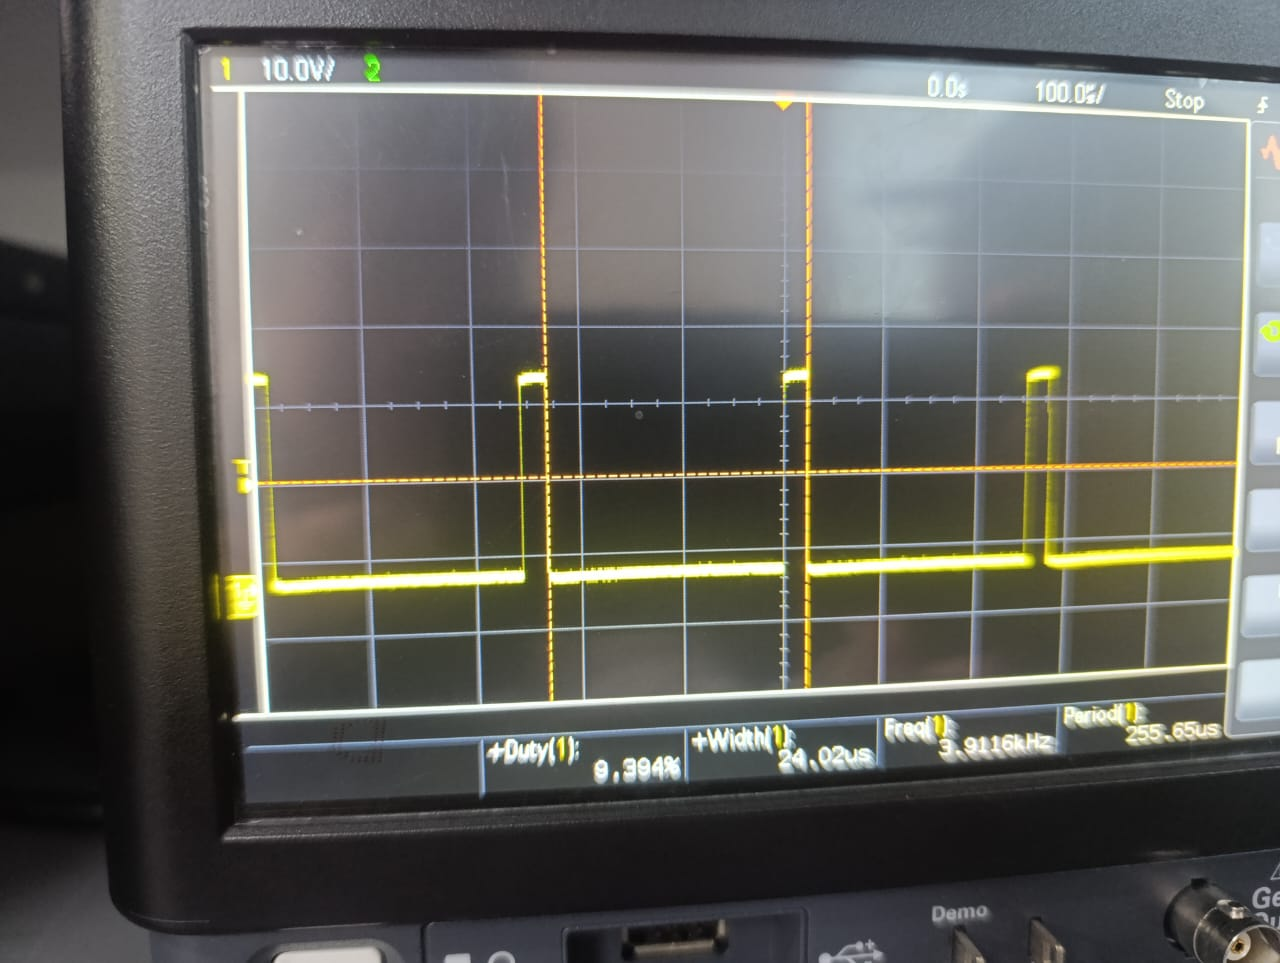 1 10.0V/ 2 0.0s 100.0s/ Stop
+Duty(1): +Width(1): Freq(1): Period(1):
9.394% 24.02us 3.9116kHz 255.65us
Demo